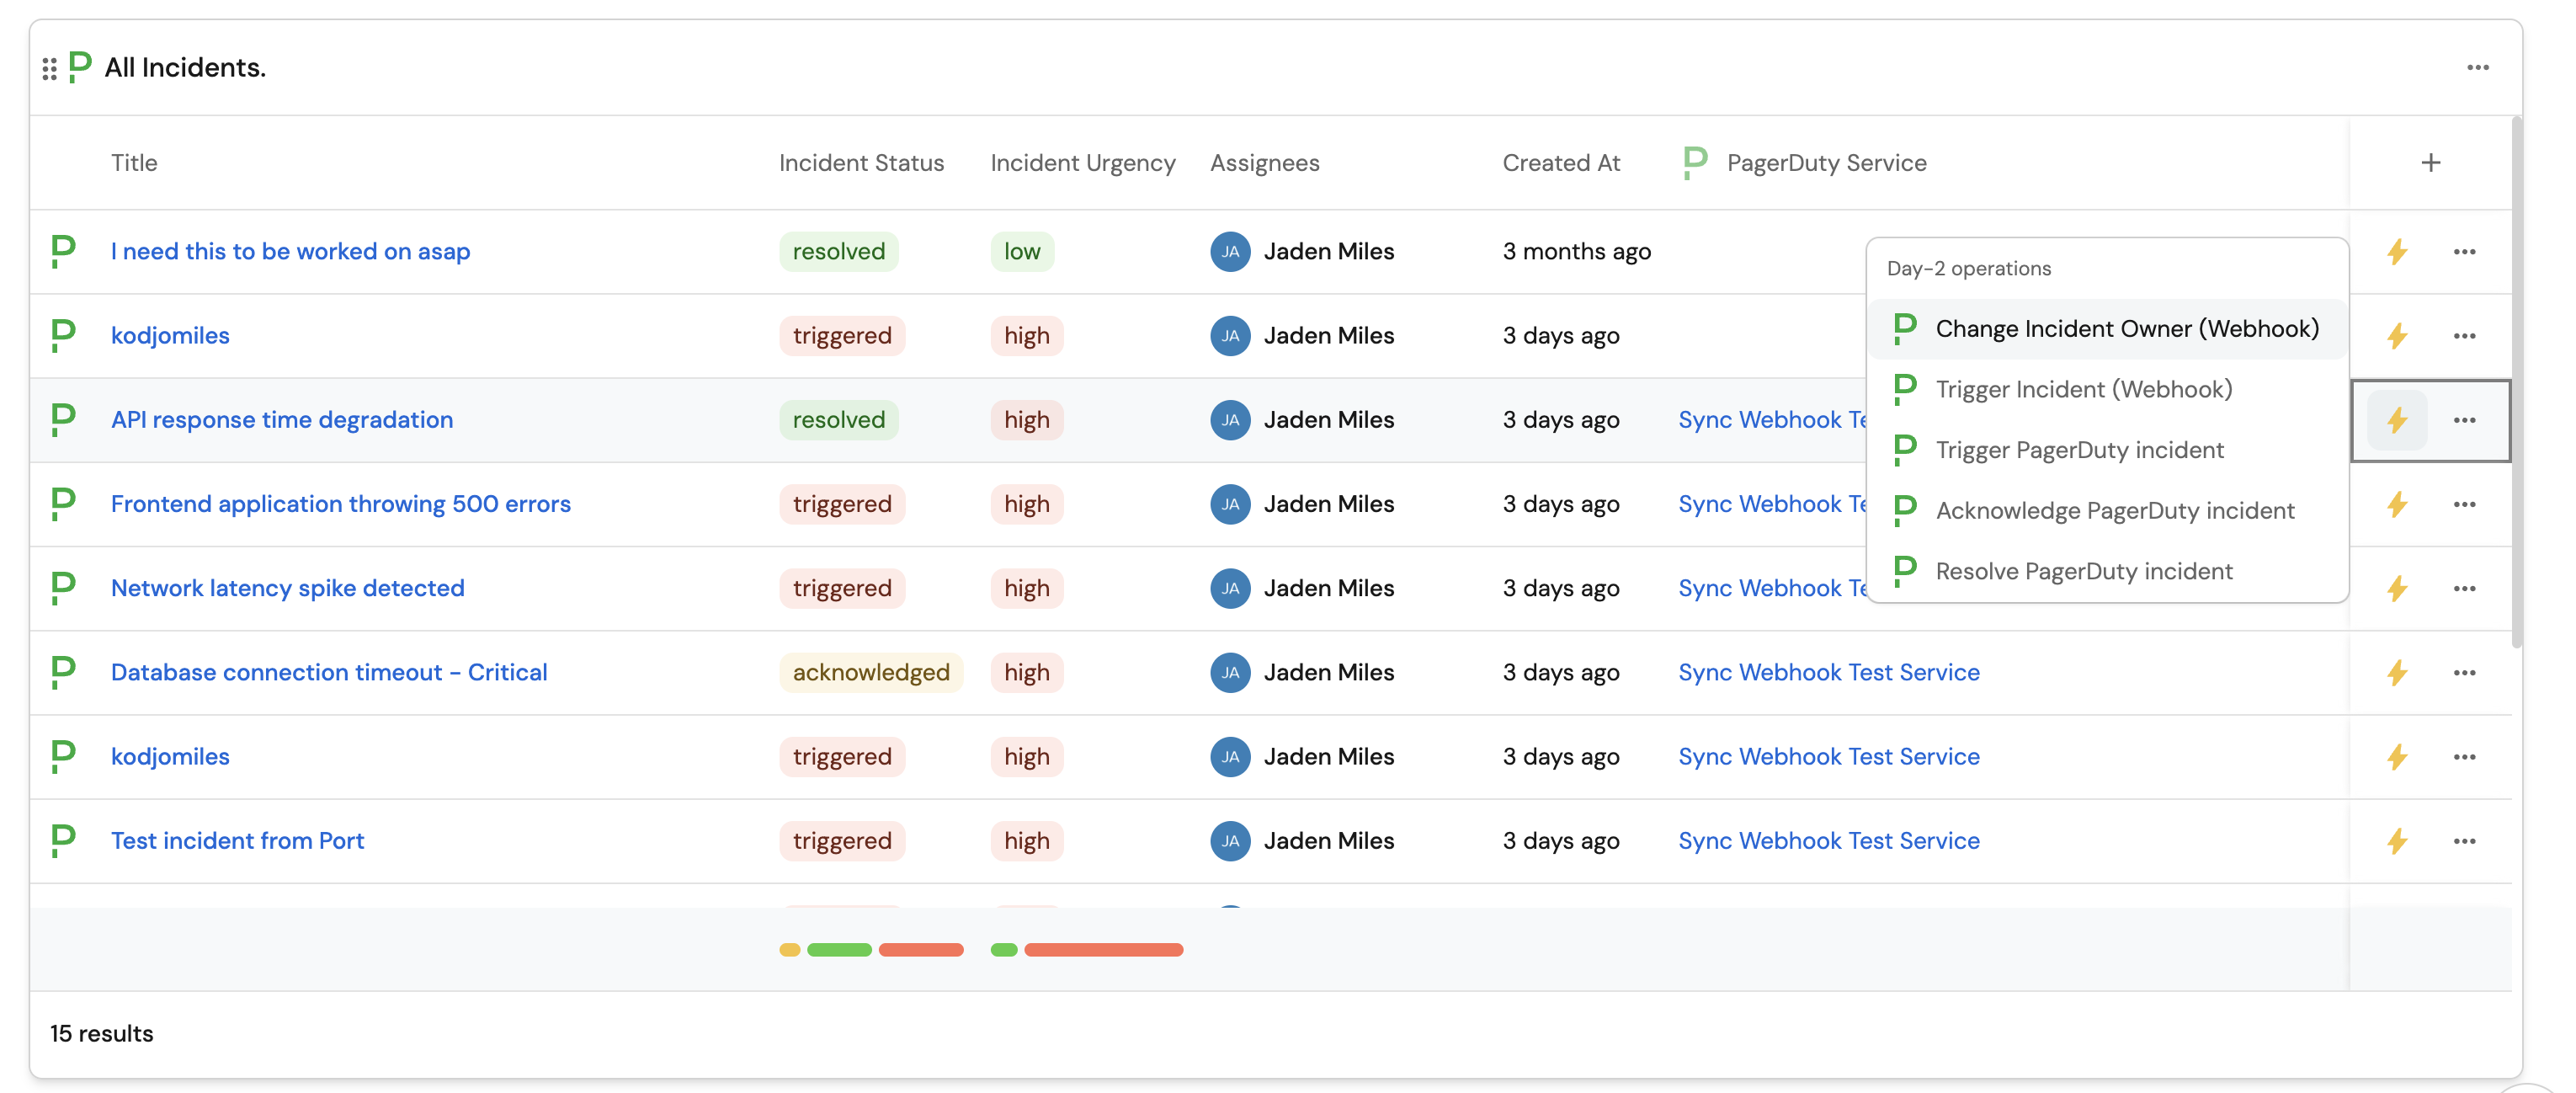 All Incidents.
Title Incident Status Incident Urgency Assignees Created At PagerDuty Service
I need this to be worked on asap resolved low JA Jaden Miles 3 months ago
kodjomiles triggered high JA Jaden Miles 3 days ago
API response time degradation resolved high JA Jaden Miles 3 days ago Sync Webhook
Frontend application throwing 500 errors triggered high JA Jaden Miles 3 days ago Sync Webhook
Network latency spike detected triggered high JA Jaden Miles 3 days ago Sync Webhook
Database connection timeout - Critical acknowledged high JA Jaden Miles 3 days ago Sync Webhook Test Service
kodjomiles triggered high JA Jaden Miles 3 days ago Sync Webhook Test Service
Test incident from Port triggered high JA Jaden Miles 3 days ago Sync Webhook Test Service
15 results
Day-2 operations
Change Incident Owner (Webhook)
Trigger Incident (Webhook)
Trigger PagerDuty incident
Acknowledge PagerDuty incident
Resolve PagerDuty incident